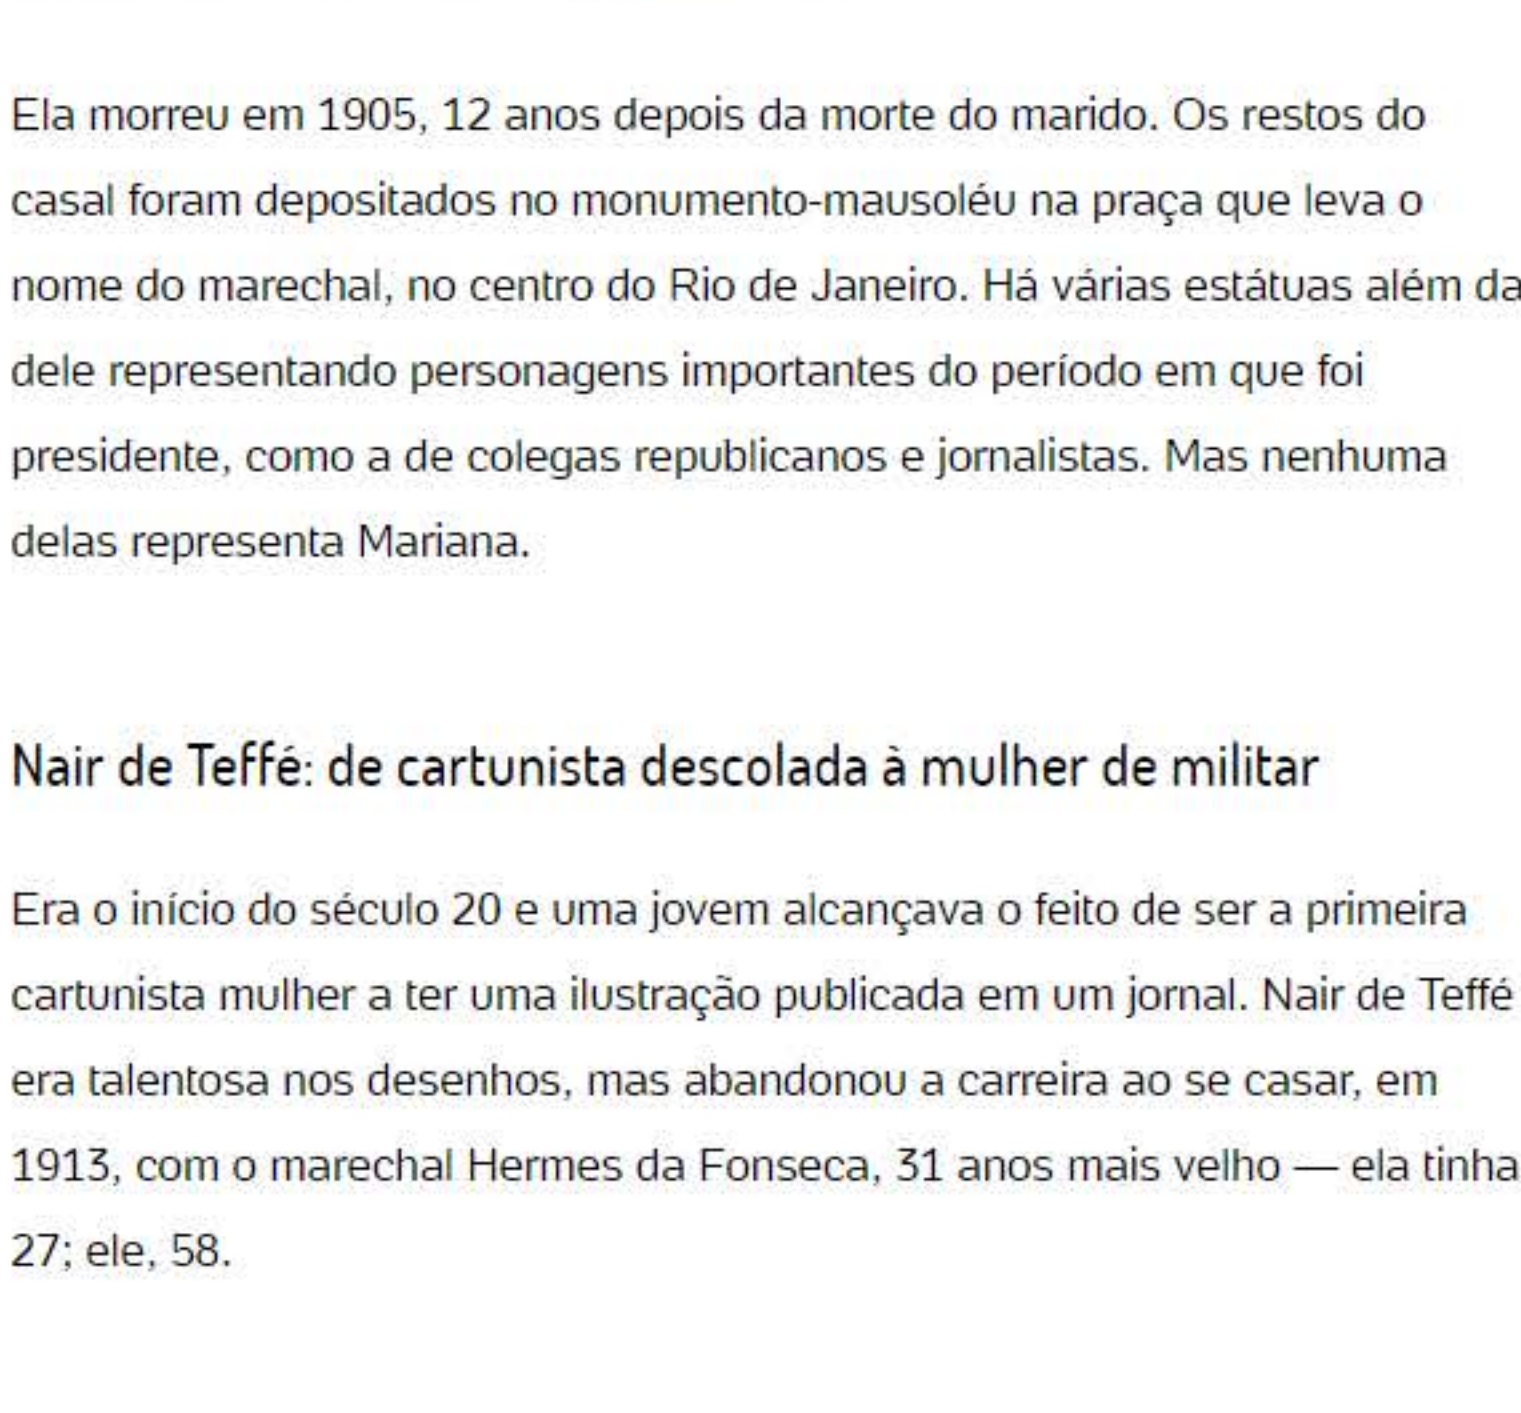 Ela morreu em 1905, 12 anos depois da morte do marido. Os restos do
casal foram depositados no monumento-mausoléu na praça que leva o
nome do marechal, no centro do Rio de Janeiro. Há várias estátuas além da
dele representando personagens importantes do período em que foi
presidente, como a de colegas republicanos e jornalistas. Mas nenhuma
delas representa Mariana.
Nair de Teffé: de cartunista descolada à mulher de militar
Era o início do século 20 e uma jovem alcançava o feito de ser a primeira
cartunista mulher a ter uma ilustração publicada em um jornal. Nair de Teffé
era talentosa nos desenhos, mas abandonou a carreira ao se casar, em
1913, com o marechal Hermes da Fonseca, 31 anos mais velho — ela tinha
27; ele, 58.